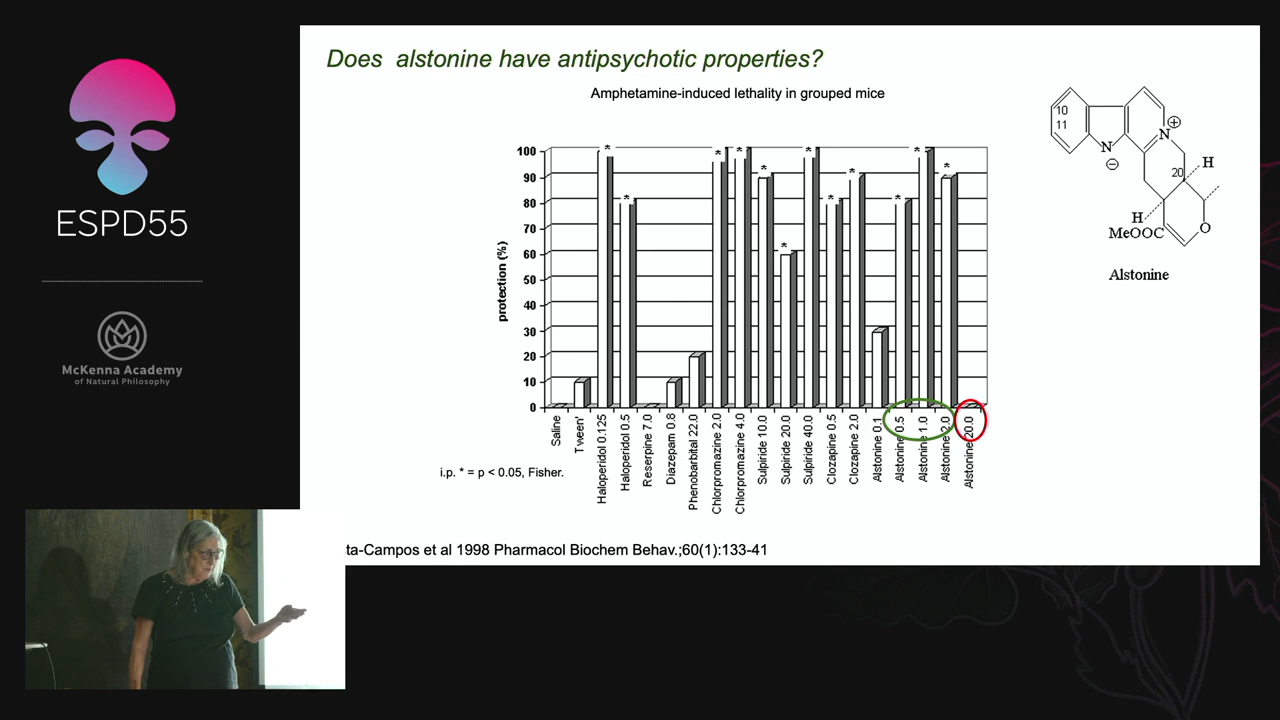 ESPD55
McKenna Academy
of Natural Philosophy
Does alstonine have antipsychotic properties?
Amphetamine-induced lethality in grouped mice
protection (%)
100
90
80
70
60
50
40
30
20
10
0
* * * * * * * * * * * *
Saline
Tween'
Haloperidol 0.125
Haloperidol 0.5
Reserpine 7.0
Diazepam 0.8
Phenobarbital 22.0
Chlorpromazine 2.0
Chlorpromazine 4.0
Sulpiride 10.0
Sulpiride 20.0
Sulpiride 40.0
Clozapine 0.5
Clozapine 2.0
Alstonine 0.1
Alstonine 0.5
Alstonine 1.0
Alstonine 2.0
Alstonine 20.0
i.p. * = p < 0.05, Fisher.
ta-Campos et al 1998 Pharmacol Biochem Behav.;60(1):133-41
10
11
N
⊖
N
⊕
20
H
H
MeOOC
O
Alstonine